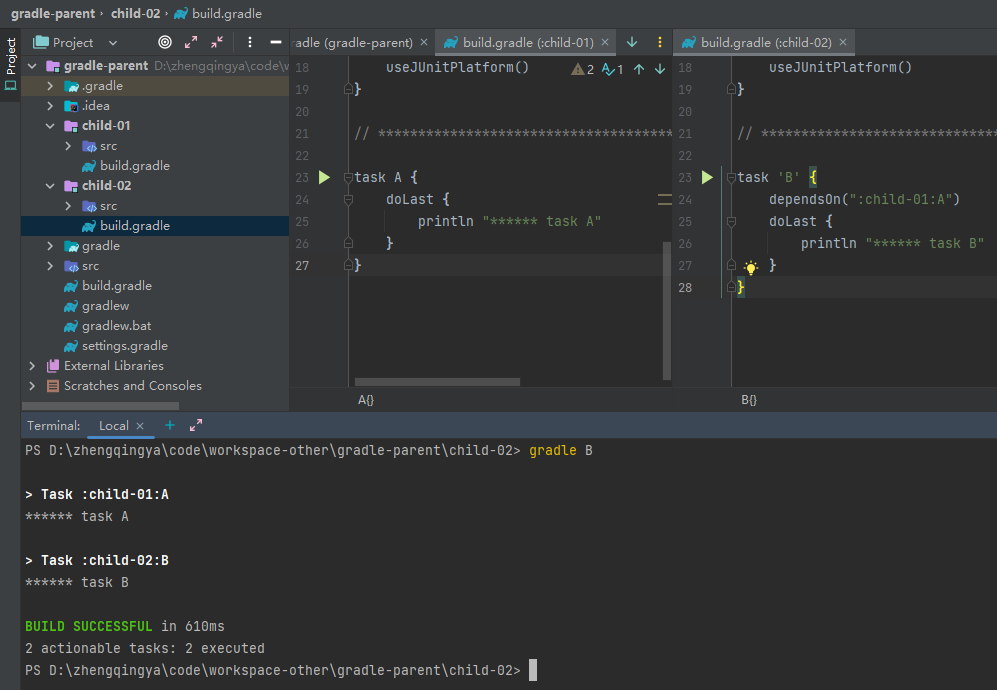 gradle-parent › child-02 › build.gradle
Project
Project
radle (gradle-parent) ×
build.gradle (:child-01) ×
build.gradle (:child-02) ×
gradle-parent D:\zhengqingya\code\w
.gradle
.idea
child-01
src
build.gradle
child-02
src
build.gradle
gradle
src
build.gradle
gradlew
gradlew.bat
settings.gradle
External Libraries
Scratches and Consoles
2 1
18 useJUnitPlatform()
19 }
20
21 // *************************************
22
23 task A {
24 doLast {
25 println "****** task A"
26 }
27 }
A{}
18 useJUnitPlatform()
19 }
20
21 // ******************************
22
23 task 'B' {
24 dependsOn(":child-01:A")
25 doLast {
26 println "****** task B"
27 }
28 }
B{}
Terminal: Local × +
PS D:\zhengqingya\code\workspace-other\gradle-parent\child-02> gradle B
> Task :child-01:A
****** task A
> Task :child-02:B
****** task B
BUILD SUCCESSFUL in 610ms
2 actionable tasks: 2 executed
PS D:\zhengqingya\code\workspace-other\gradle-parent\child-02>